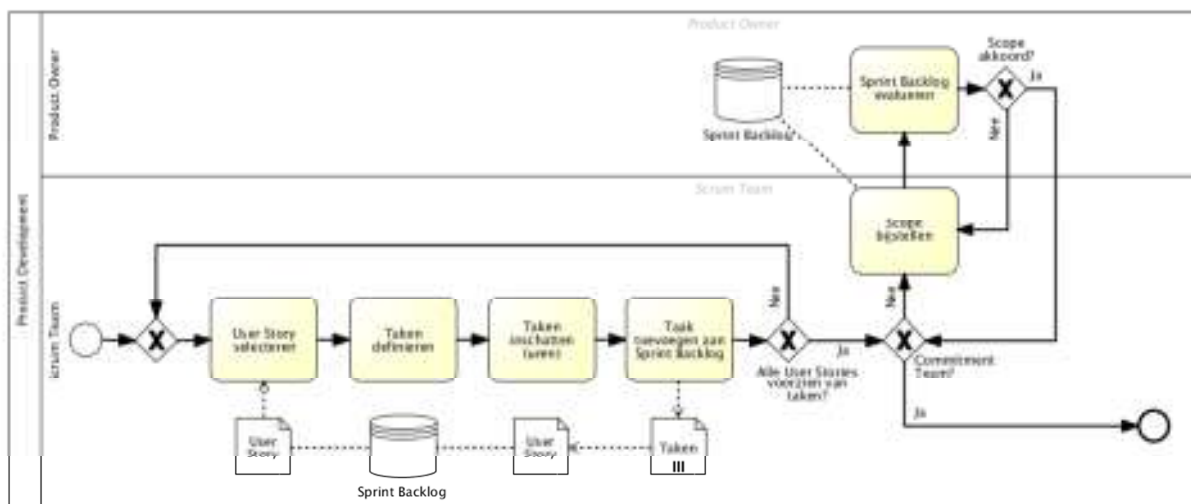 Product Development
Product Owner
Product Owner
Scope
akkoord?
Ja
Nee
Sprint Backlog
evalueren
Sprint Backlog
Scrum Team
Scrum Team
Scope
bijstellen
Nee
Nee
User Story
selecteren
Taken
definiëren
Taken
inschatten
(uren)
Taak
toevoegen aan
Sprint Backlog
Ja
Alle User Stories
voorzien van
taken?
Commitment
Team?
Ja
User
Story
User
Story
Taken
Sprint Backlog